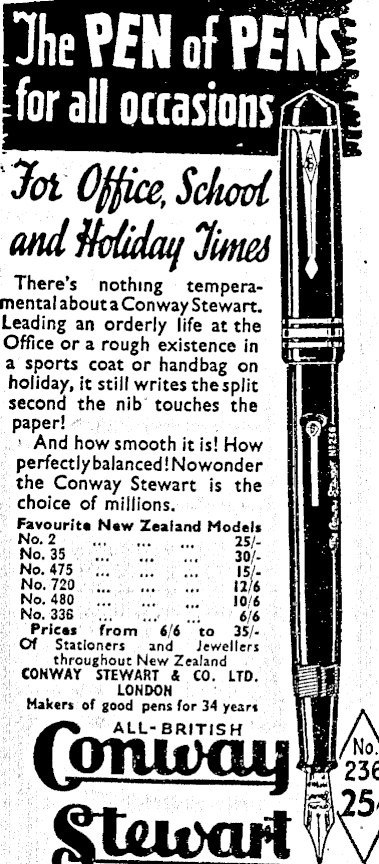 The PEN of PENS
for all occasions
For Office, School
and Holiday Times
There's nothing tempera-
mental about a Conway Stewart.
Leading an orderly life at the
Office or a rough existence in
a sports coat or handbag on
holiday, it still writes the split
second the nib touches the
paper!
And how smooth it is! How
perfectly balanced! No wonder
the Conway Stewart is the
choice of millions.
Favourite New Zealand Models
No. 2 ... ... ... 25/-
No. 35 ... ... ... 30/-
No. 475 ... ... ... 15/-
No. 720 ... ... ... 12/6
No. 480 ... ... ... 10/6
No. 336 ... ... ... 6/6
Prices from 6/6 to 35/-
Of Stationers and Jewellers
throughout New Zealand
CONWAY STEWART & CO. LTD.
LONDON
Makers of good pens for 34 years
ALL-BRITISH
Conway
Stewart
The Conway Stewart No 236
No.
236
25/